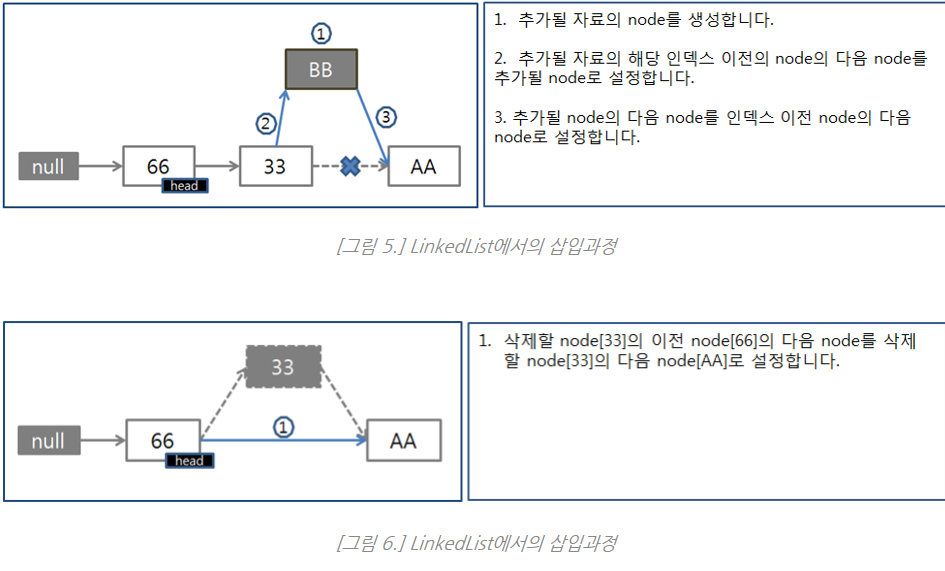 ①
BB
②
③
null
66
head
33
AA
1. 추가될 자료의 node를 생성합니다.
2. 추가될 자료의 해당 인덱스 이전의 node의 다음 node를
추가될 node로 설정합니다.
3. 추가될 node의 다음 node를 인덱스 이전 node의 다음
node로 설정합니다.
[그림 5.] LinkedList에서의 삽입과정
33
①
null
66
head
AA
1. 삭제할 node[33]의 이전 node[66]의 다음 node를 삭제
할 node[33]의 다음 node[AA]로 설정합니다.
[그림 6.] LinkedList에서의 삽입과정